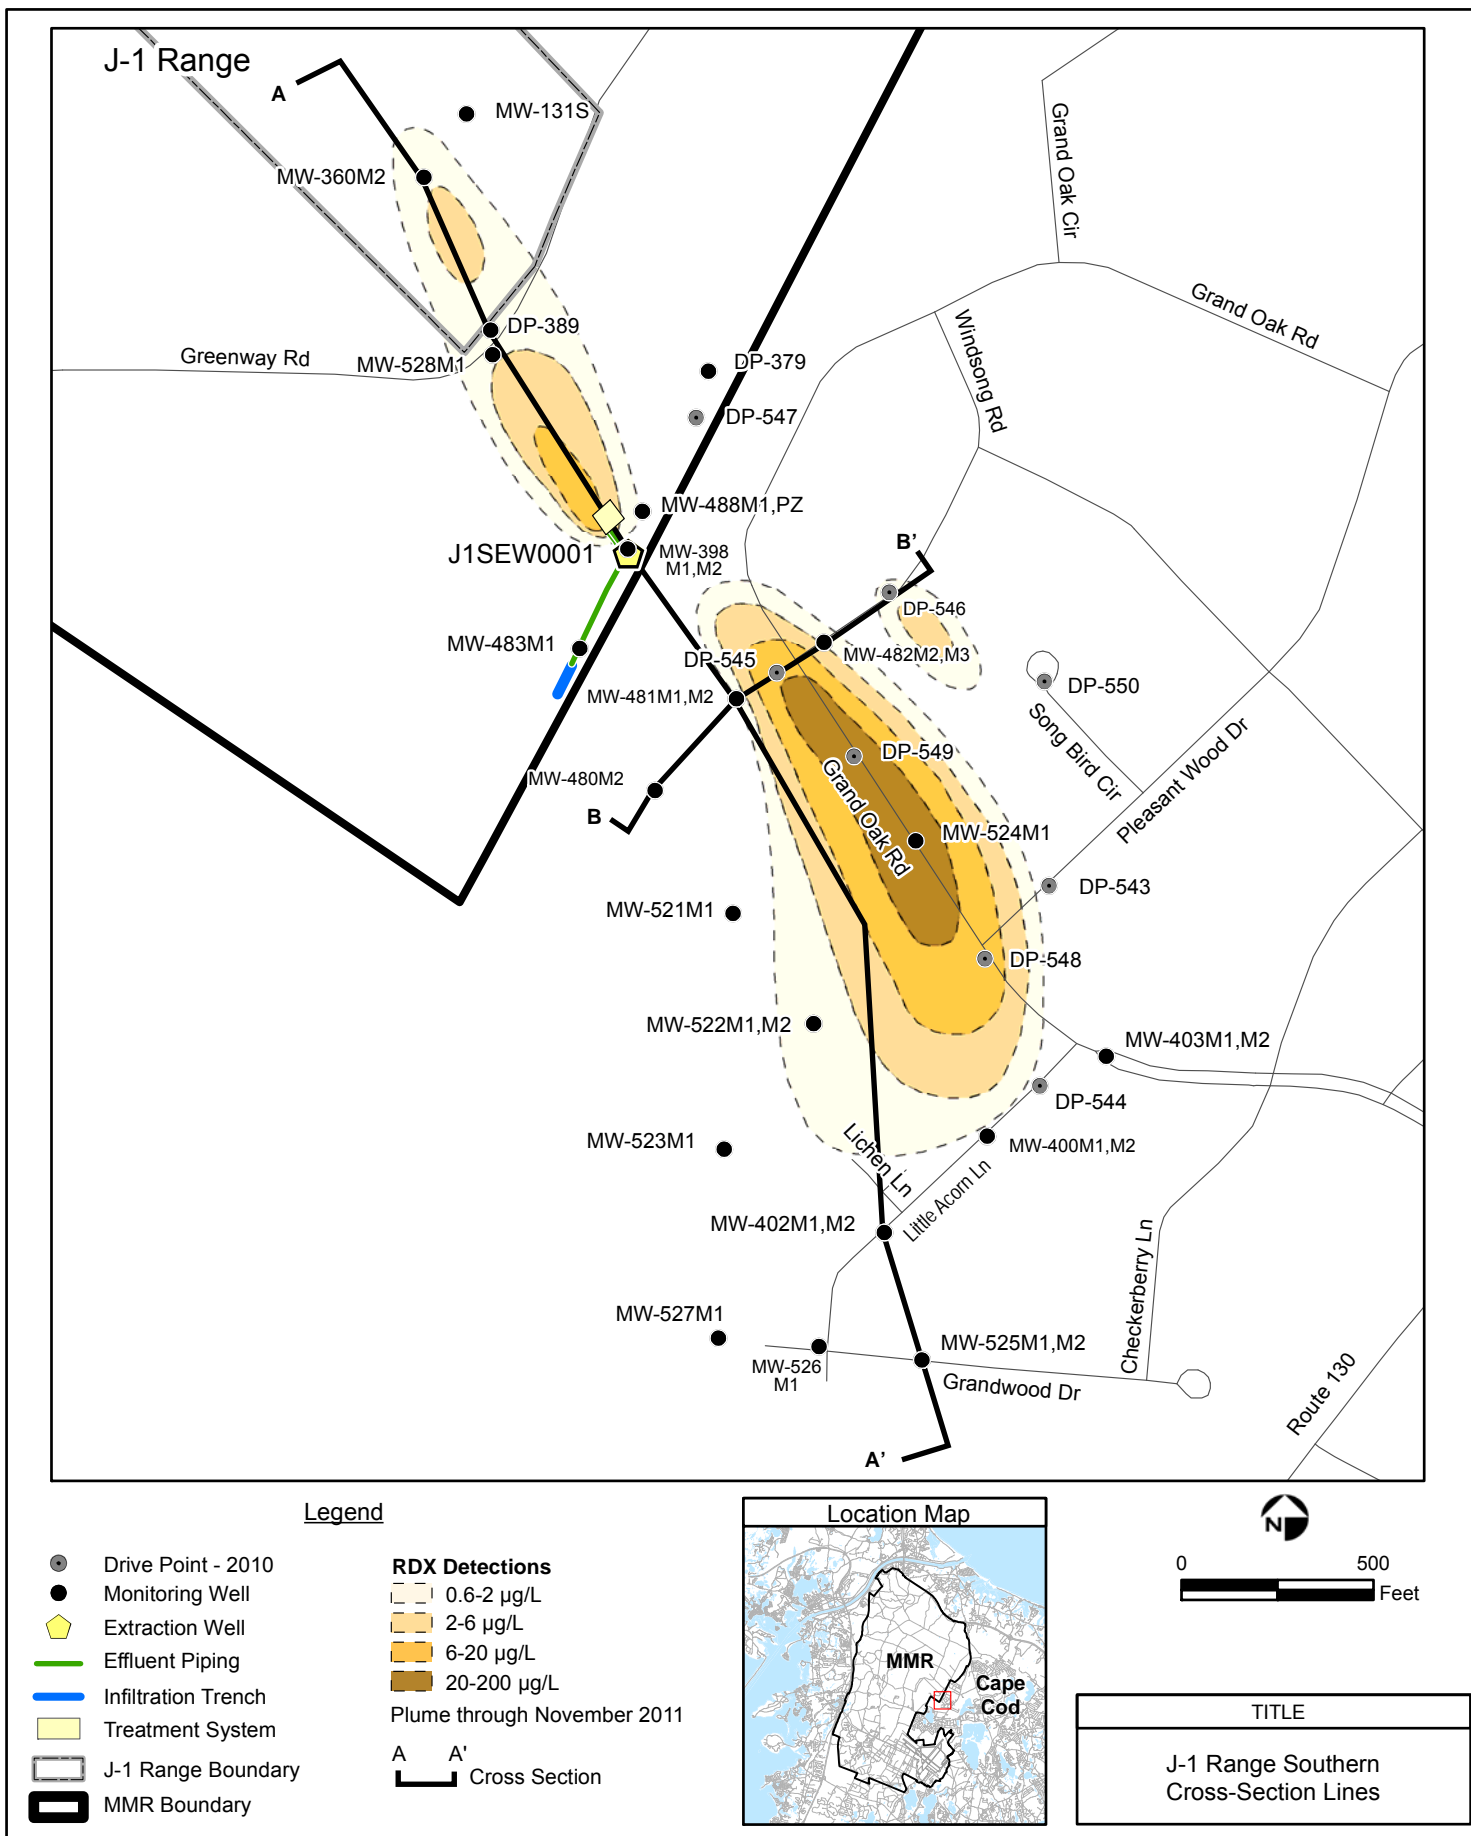 J-1 Range
A
MW-131S
MW-360M2
Grand Oak Cir
Grand Oak Rd
DP-389
Windsong Rd
Greenway Rd
MW-528M1
DP-379
DP-547
MW-488M1,PZ
J1SEW0001
MW-398
M1,M2
B'
DP-546
MW-483M1
DP-545
MW-482M2,M3
MW-481M1,M2
DP-550
Song Bird Cir
Pleasant Wood Dr
DP-549
Grand Oak Rd
MW-480M2
B
MW-524M1
DP-543
MW-521M1
DP-548
MW-522M1,M2
MW-403M1,M2
DP-544
MW-523M1
Lichen Ln
MW-400M1,M2
Little Acorn Ln
MW-402M1,M2
Checkerberry Ln
MW-527M1
MW-525M1,M2
MW-526
M1
Grandwood Dr
Route 130
A'
Legend
Drive Point - 2010
Monitoring Well
Extraction Well
Effluent Piping
Infiltration Trench
Treatment System
J-1 Range Boundary
MMR Boundary
RDX Detections
0.6-2 µg/L
2-6 µg/L
6-20 µg/L
20-200 µg/L
Plume through November 2011
A A'
Cross Section
Location Map
MMR
Cape
Cod
N
0 500
Feet
TITLE
J-1 Range Southern
Cross-Section Lines